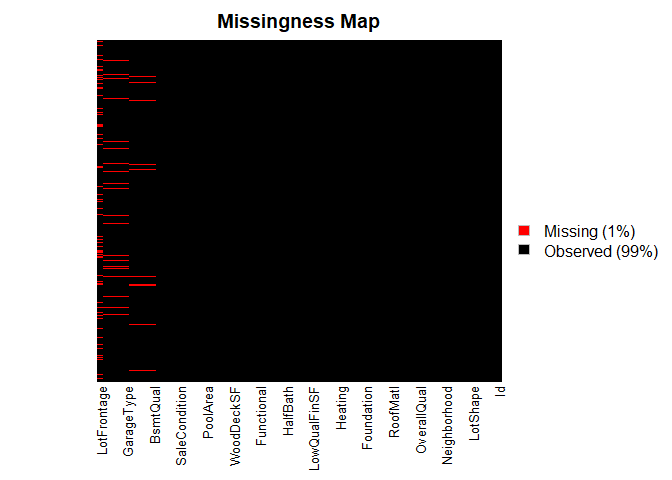 Missingness Map
Missing (1%)
Observed (99%)
LotFrontage
GarageType
BsmtQual
SaleCondition
PoolArea
WoodDeckSF
Functional
HalfBath
LowQualFinSF
Heating
Foundation
RoofMatl
OverallQual
Neighborhood
LotShape
Id